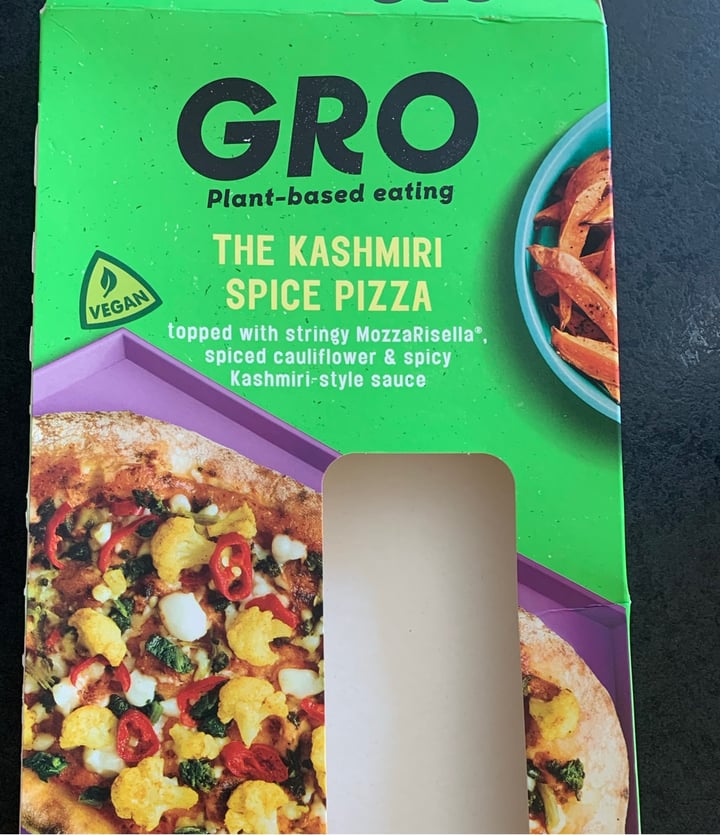 GRO
Plant-based eating
THE KASHMIRI
SPICE PIZZA
VEGAN
topped with stringy MozzaRisella®,
spiced cauliflower & spicy
Kashmiri-style sauce